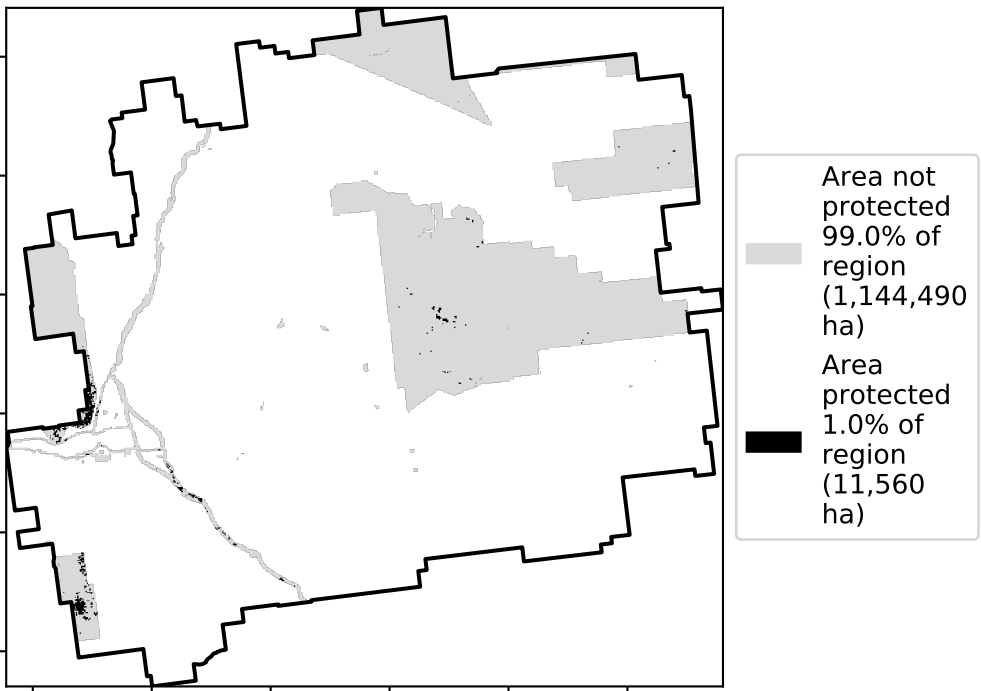 Area not
protected
99.0% of
region
(1,144,490
ha)
Area
protected
1.0% of
region
(11,560
ha)